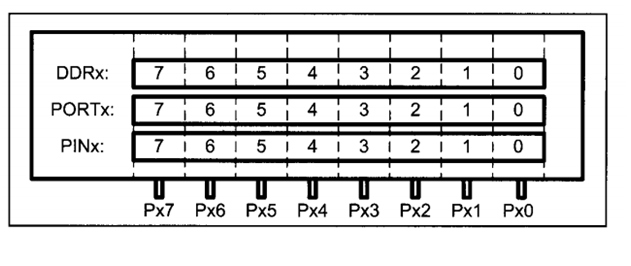 DDRx: 7 6 5 4 3 2 1 0
PORTx: 7 6 5 4 3 2 1 0
PINx: 7 6 5 4 3 2 1 0
Px7 Px6 Px5 Px4 Px3 Px2 Px1 Px0